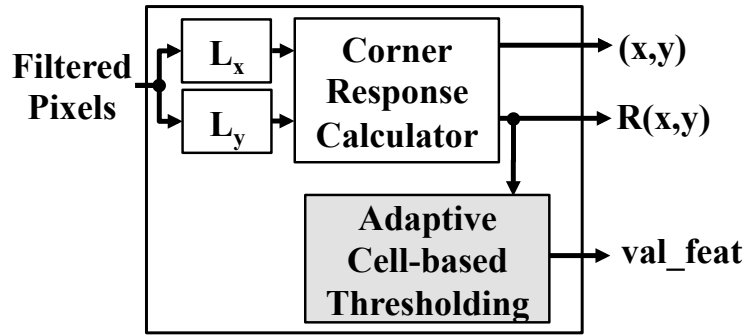 Filtered
Pixels
Lx
Ly
Corner
Response
Calculator
(x,y)
R(x,y)
Adaptive
Cell-based
Thresholding
val_feat